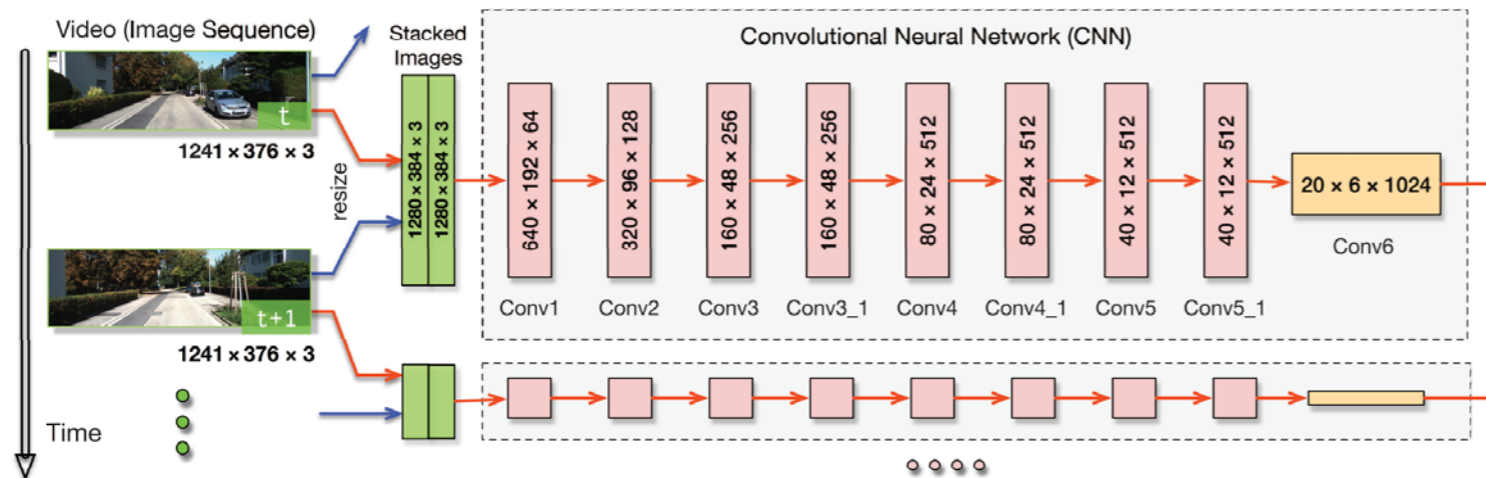 Video (Image Sequence)
t
1241 × 376 × 3
resize
t+1
1241 × 376 × 3
Time
Stacked
Images
1280 × 384 × 3
1280 × 384 × 3
Convolutional Neural Network (CNN)
640 × 192 × 64
320 × 96 × 128
160 × 48 × 256
160 × 48 × 256
80 × 24 × 512
80 × 24 × 512
40 × 12 × 512
40 × 12 × 512
20 × 6 × 1024
Conv1
Conv2
Conv3
Conv3_1
Conv4
Conv4_1
Conv5
Conv5_1
Conv6